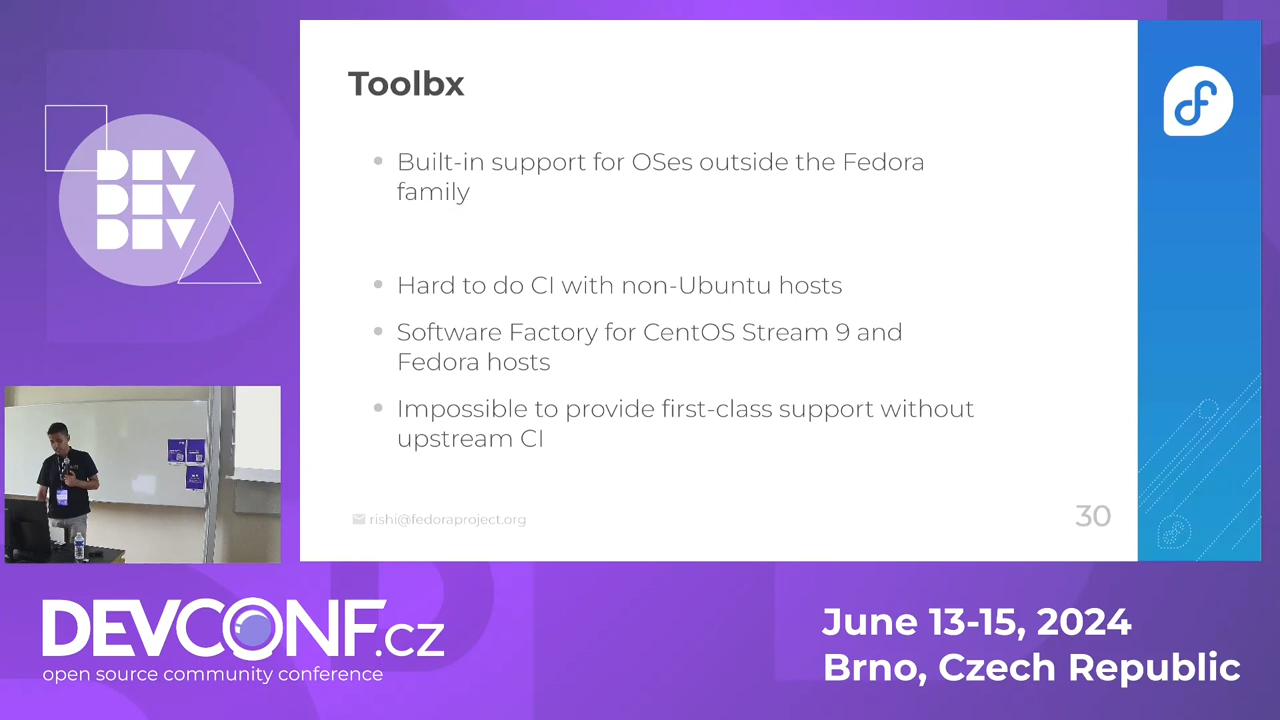 Toolbx
Built-in support for OSes outside the Fedora
family
Hard to do CI with non-Ubuntu hosts
Software Factory for CentOS Stream 9 and
Fedora hosts
Impossible to provide first-class support without
upstream CI
rishi@fedoraproject.org
30
DEV
DEV
DEV
DEVCONF.cz
open source community conference
June 13-15, 2024
Brno, Czech Republic